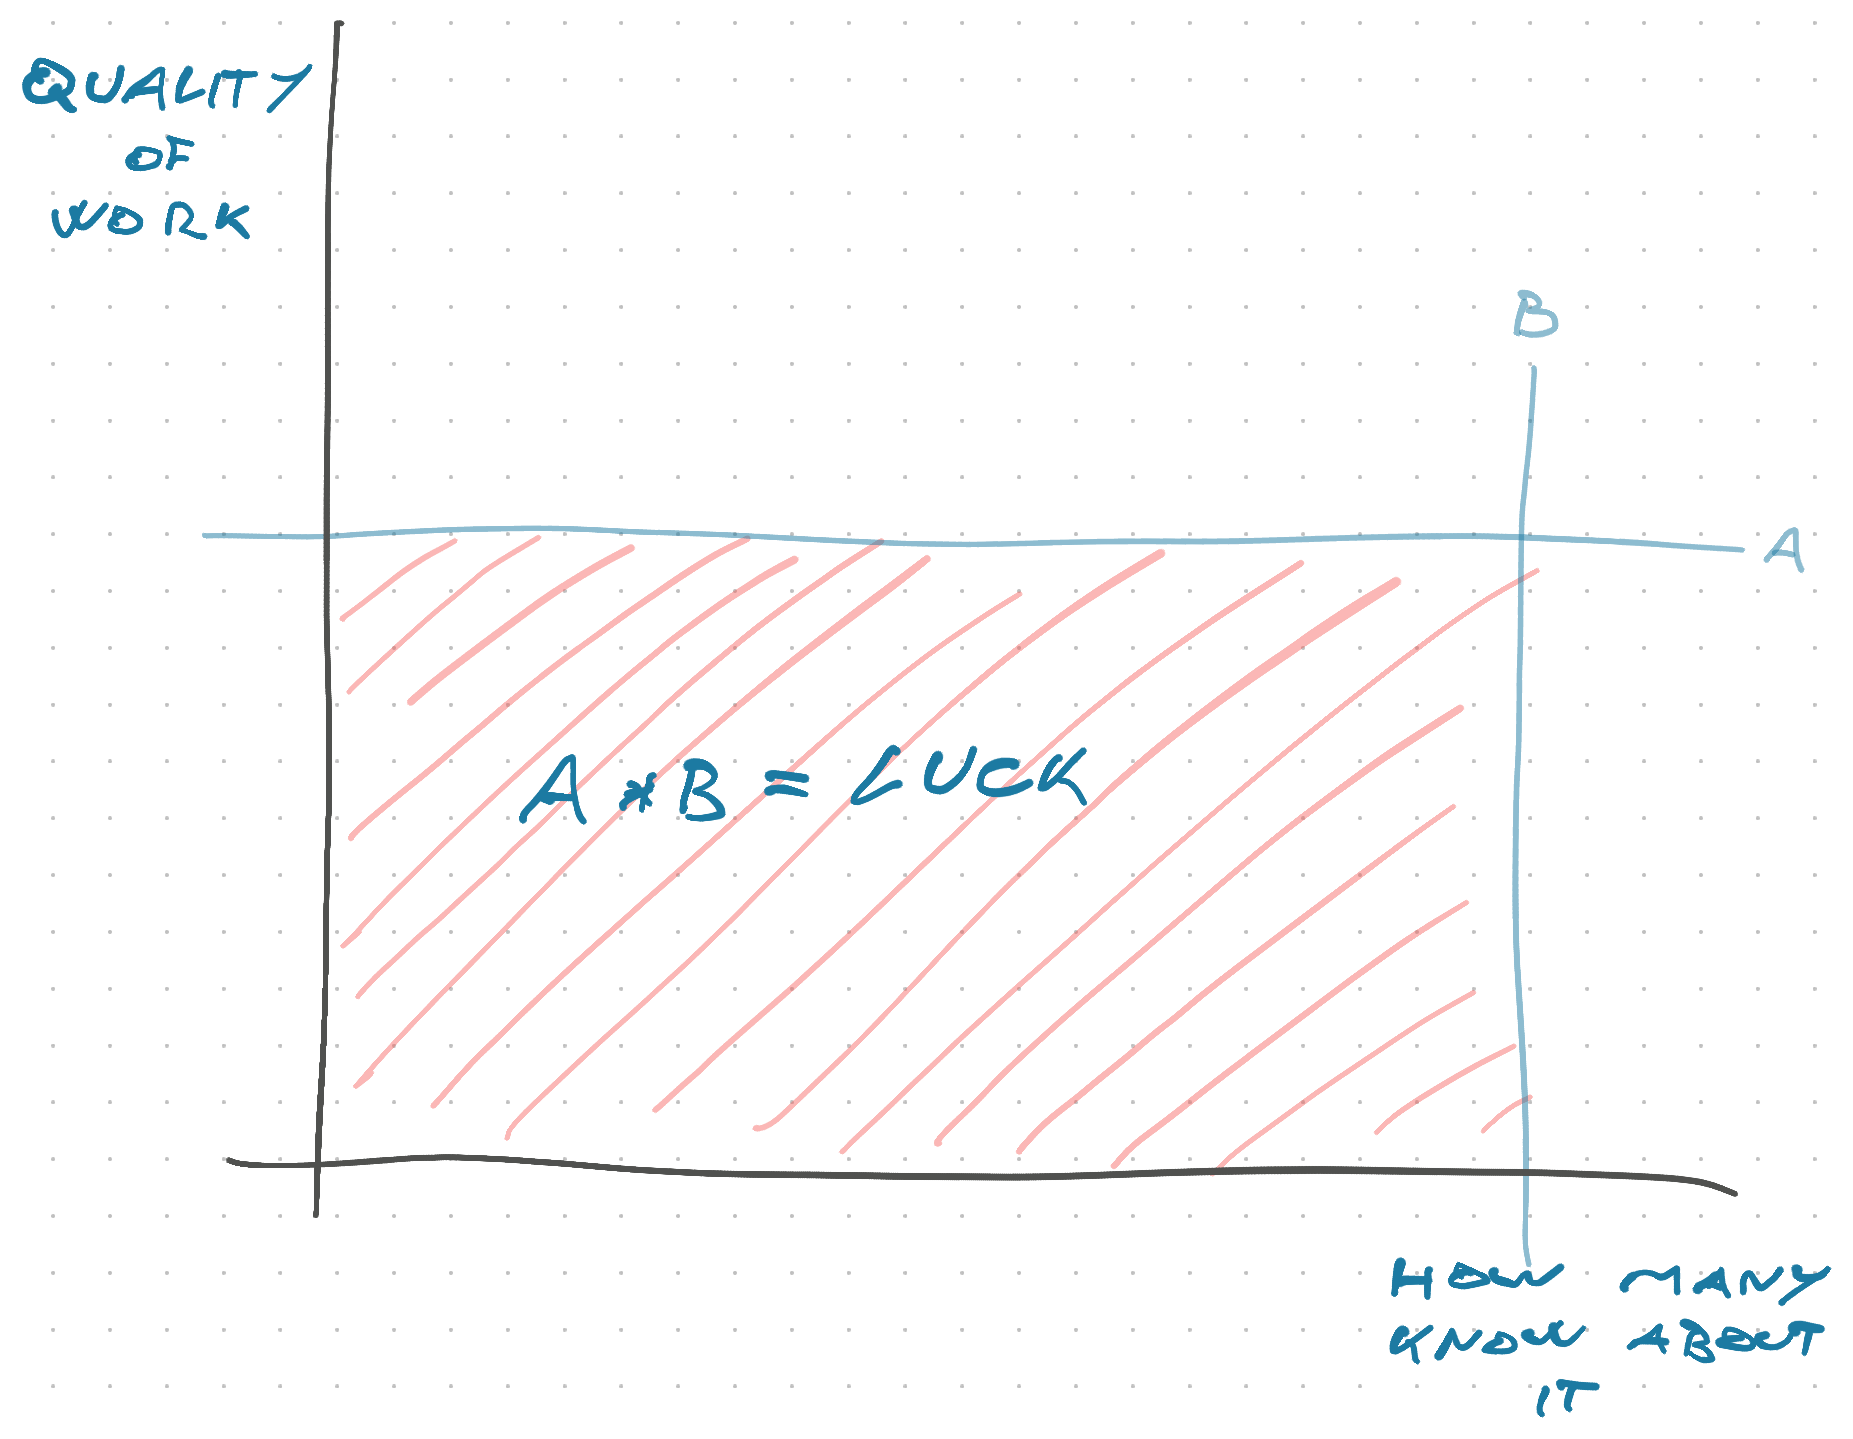 QUALITY
OF
WORK
B
A
A * B = LUCK
HOW MANY
KNOW ABOUT
IT